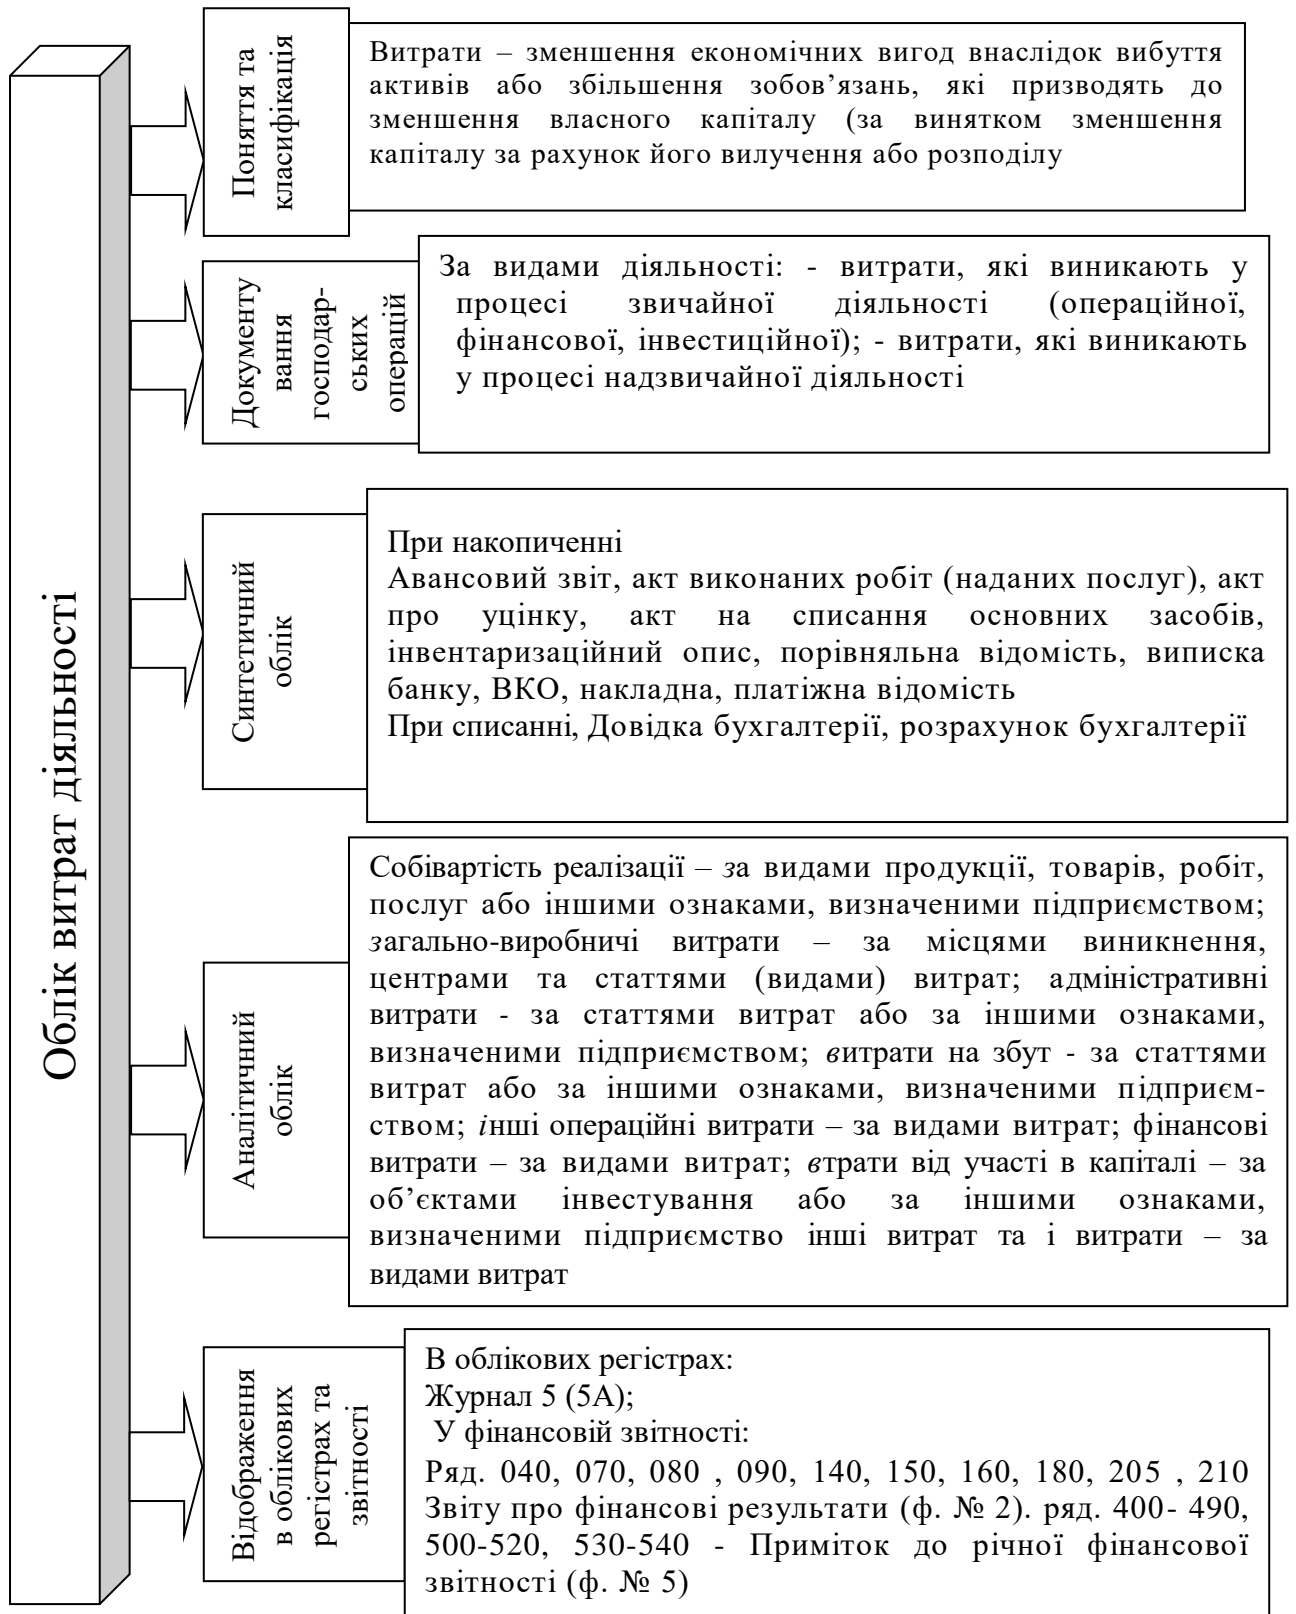 Облік витрат діяльності
Поняття та
класифікація
Витрати – зменшення економічних вигод внаслідок вибуття
активів або збільшення зобов’язань, які призводять до
зменшення власного капіталу (за винятком зменшення
капіталу за рахунок його вилучення або розподілу
Документу
вання
господар-
ських
операцій
За видами діяльності: - витрати, які виникають у
процесі звичайної діяльності (операційної,
фінансової, інвестиційної); - витрати, які виникають
у процесі надзвичайної діяльності
Синтетичний
облік
При накопиченні
Авансовий звіт, акт виконаних робіт (наданих послуг), акт
про уцінку, акт на списання основних засобів,
інвентаризаційний опис, порівняльна відомість, виписка
банку, ВКО, накладна, платіжна відомість
При списанні, Довідка бухгалтерії, розрахунок бухгалтерії
Аналітичний
облік
Собівартість реалізації – за видами продукції, товарів, робіт,
послуг або іншими ознаками, визначеними підприємством;
загально-виробничі витрати – за місцями виникнення,
центрами та статтями (видами) витрат; адміністративні
витрати - за статтями витрат або за іншими ознаками,
визначеними підприємством; витрати на збут - за статтями
витрат або за іншими ознаками, визначеними підприєм-
ством; інші операційні витрати – за видами витрат; фінансові
витрати – за видами витрат; втрати від участі в капіталі – за
об’єктами інвестування або за іншими ознаками,
визначеними підприємство інші витрат та і витрати – за
видами витрат
Відображення
в облікових
регістрах та
звітності
В облікових регістрах:
Журнал 5 (5А);
У фінансовій звітності:
Ряд. 040, 070, 080 , 090, 140, 150, 160, 180, 205 , 210
Звіту про фінансові результати (ф. № 2). ряд. 400- 490,
500-520, 530-540 - Приміток до річної фінансової
звітності (ф. № 5)